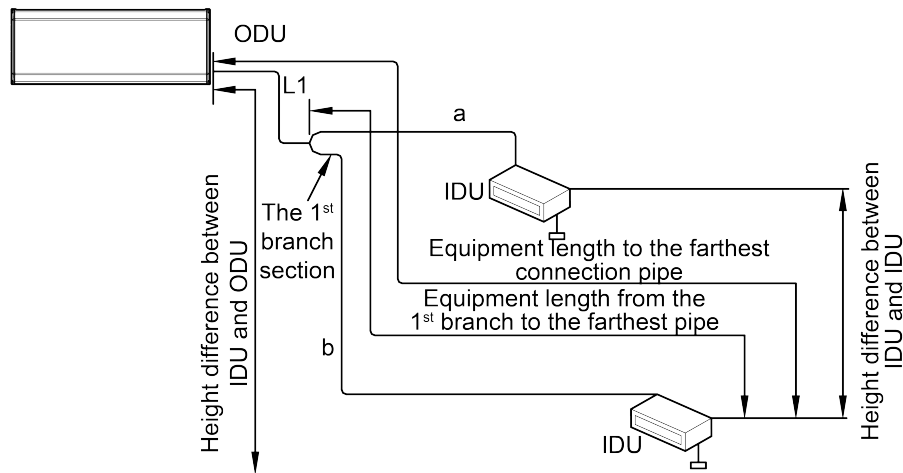 ODU
L1
a
IDU
The 1st
branch
section
Equipment length to the farthest
connection pipe
Equipment length from the
1st branch to the farthest pipe
b
IDU
Height difference between
IDU and ODU
Height difference between
IDU and IDU